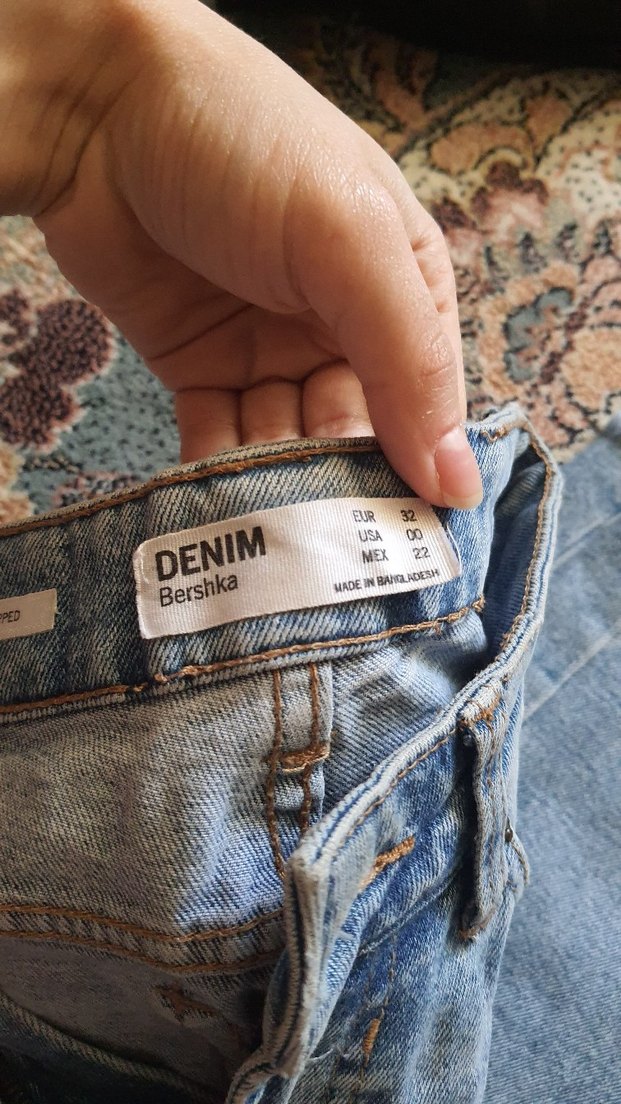 DENIM
Bershka
EUR 32
USA 00
MEX 22
MADE IN BANGLADESH